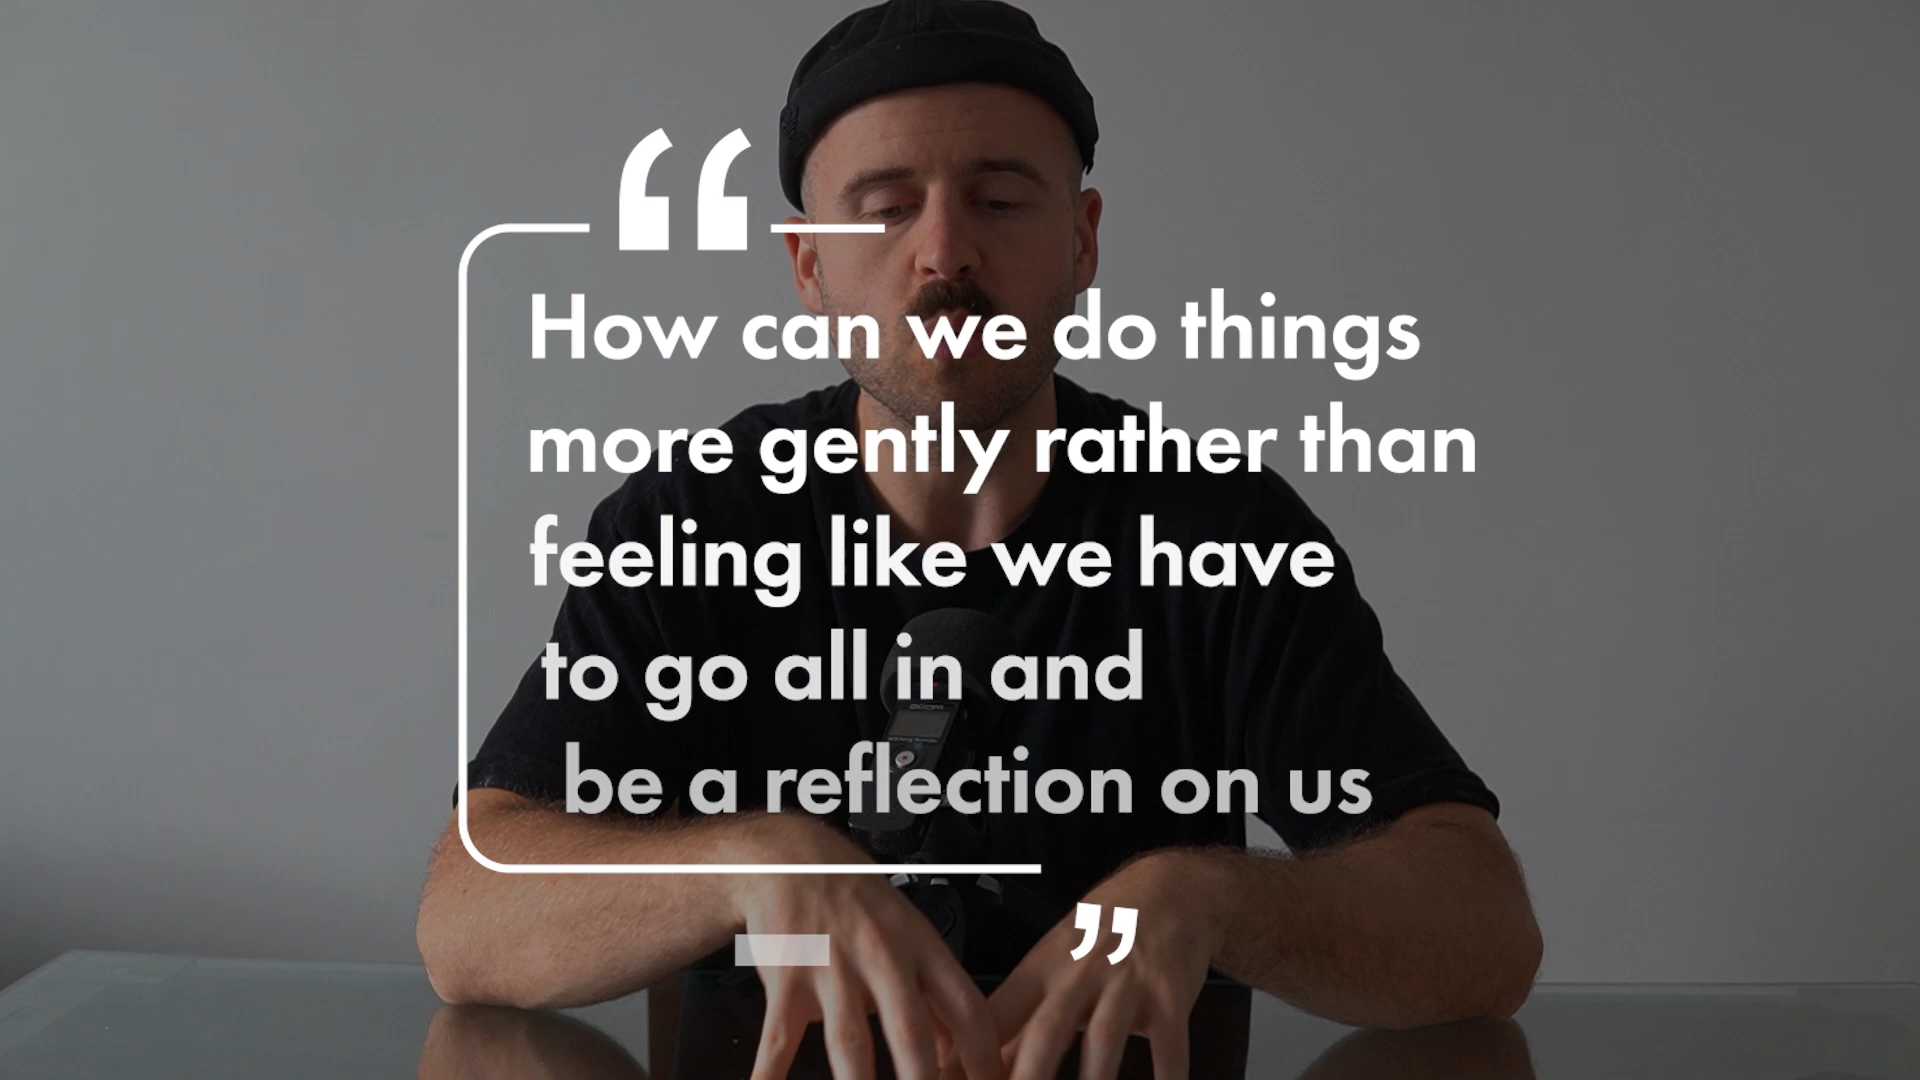 “
How can we do things
more gently rather than
feeling like we have
to go all in and
be a reflection on us
”